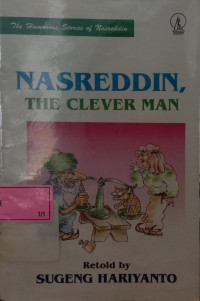 The Humorous Stories of Nasreddin
NASREDDIN,
THE CLEVER MAN
Retold by
SUGENG HARIYANTO